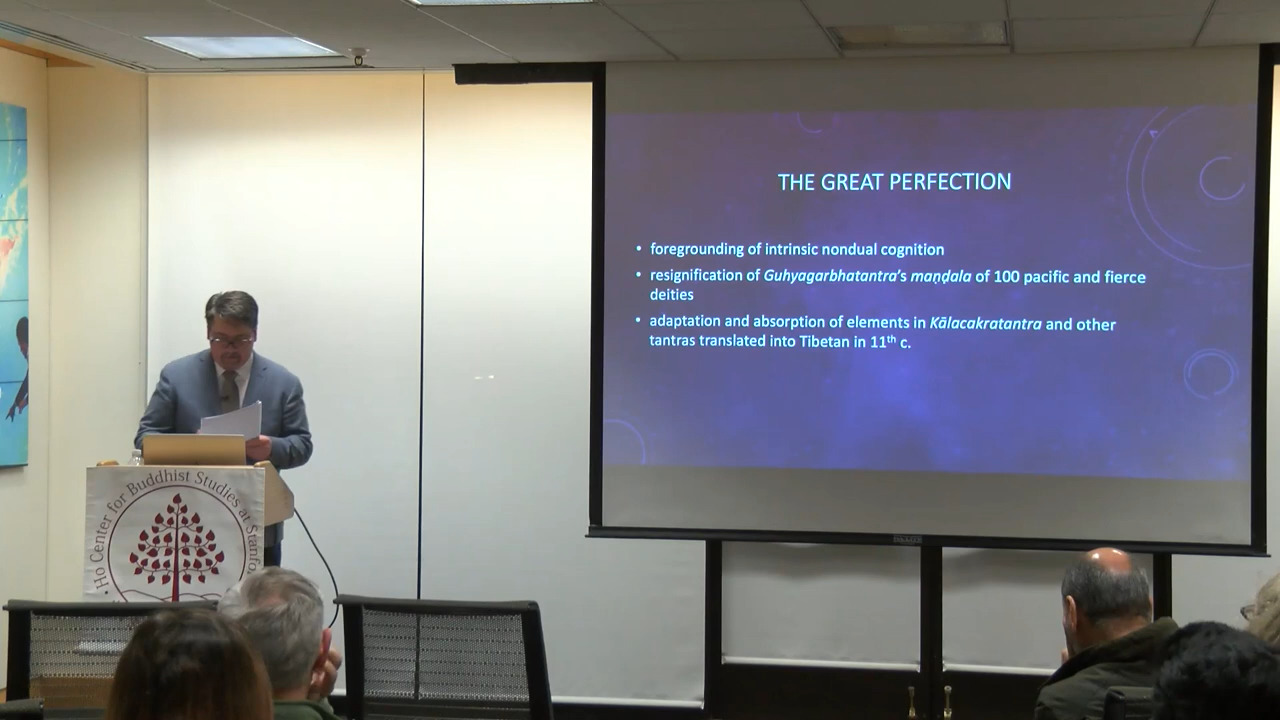 THE GREAT PERFECTION
• foregrounding of intrinsic nondual cognition
• resignification of Guhyagarbhatantra's maṇḍala of 100 pacific and fierce
deities
• adaptation and absorption of elements in Kālacakratantra and other
tantras translated into Tibetan in 11th c.
Ho Center for Buddhist Studies at Stanfo